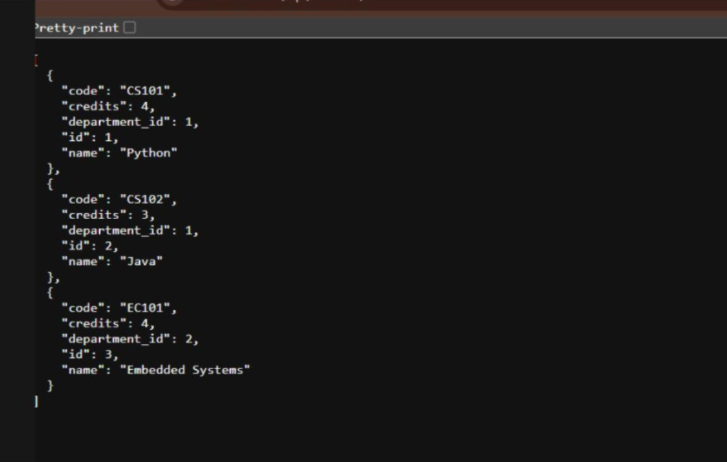 Pretty-print
[
{
"code": "CS101",
"credits": 4,
"department_id": 1,
"id": 1,
"name": "Python"
},
{
"code": "CS102",
"credits": 3,
"department_id": 1,
"id": 2,
"name": "Java"
},
{
"code": "EC101",
"credits": 4,
"department_id": 2,
"id": 3,
"name": "Embedded Systems"
}
]